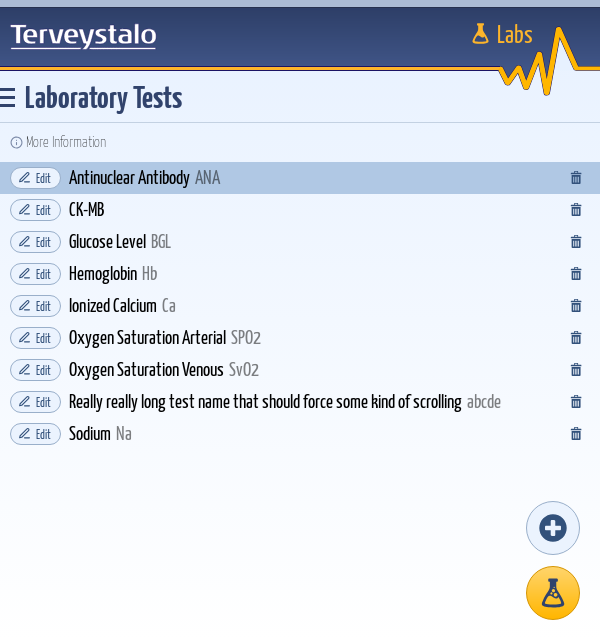 Terveystalo
Labs
Laboratory Tests
More Information
Edit Antinuclear Antibody ANA
Edit CK-MB
Edit Glucose Level BGL
Edit Hemoglobin Hb
Edit Ionized Calcium Ca
Edit Oxygen Saturation Arterial SPO2
Edit Oxygen Saturation Venous SvO2
Edit Really really long test name that should force some kind of scrolling abcde
Edit Sodium Na